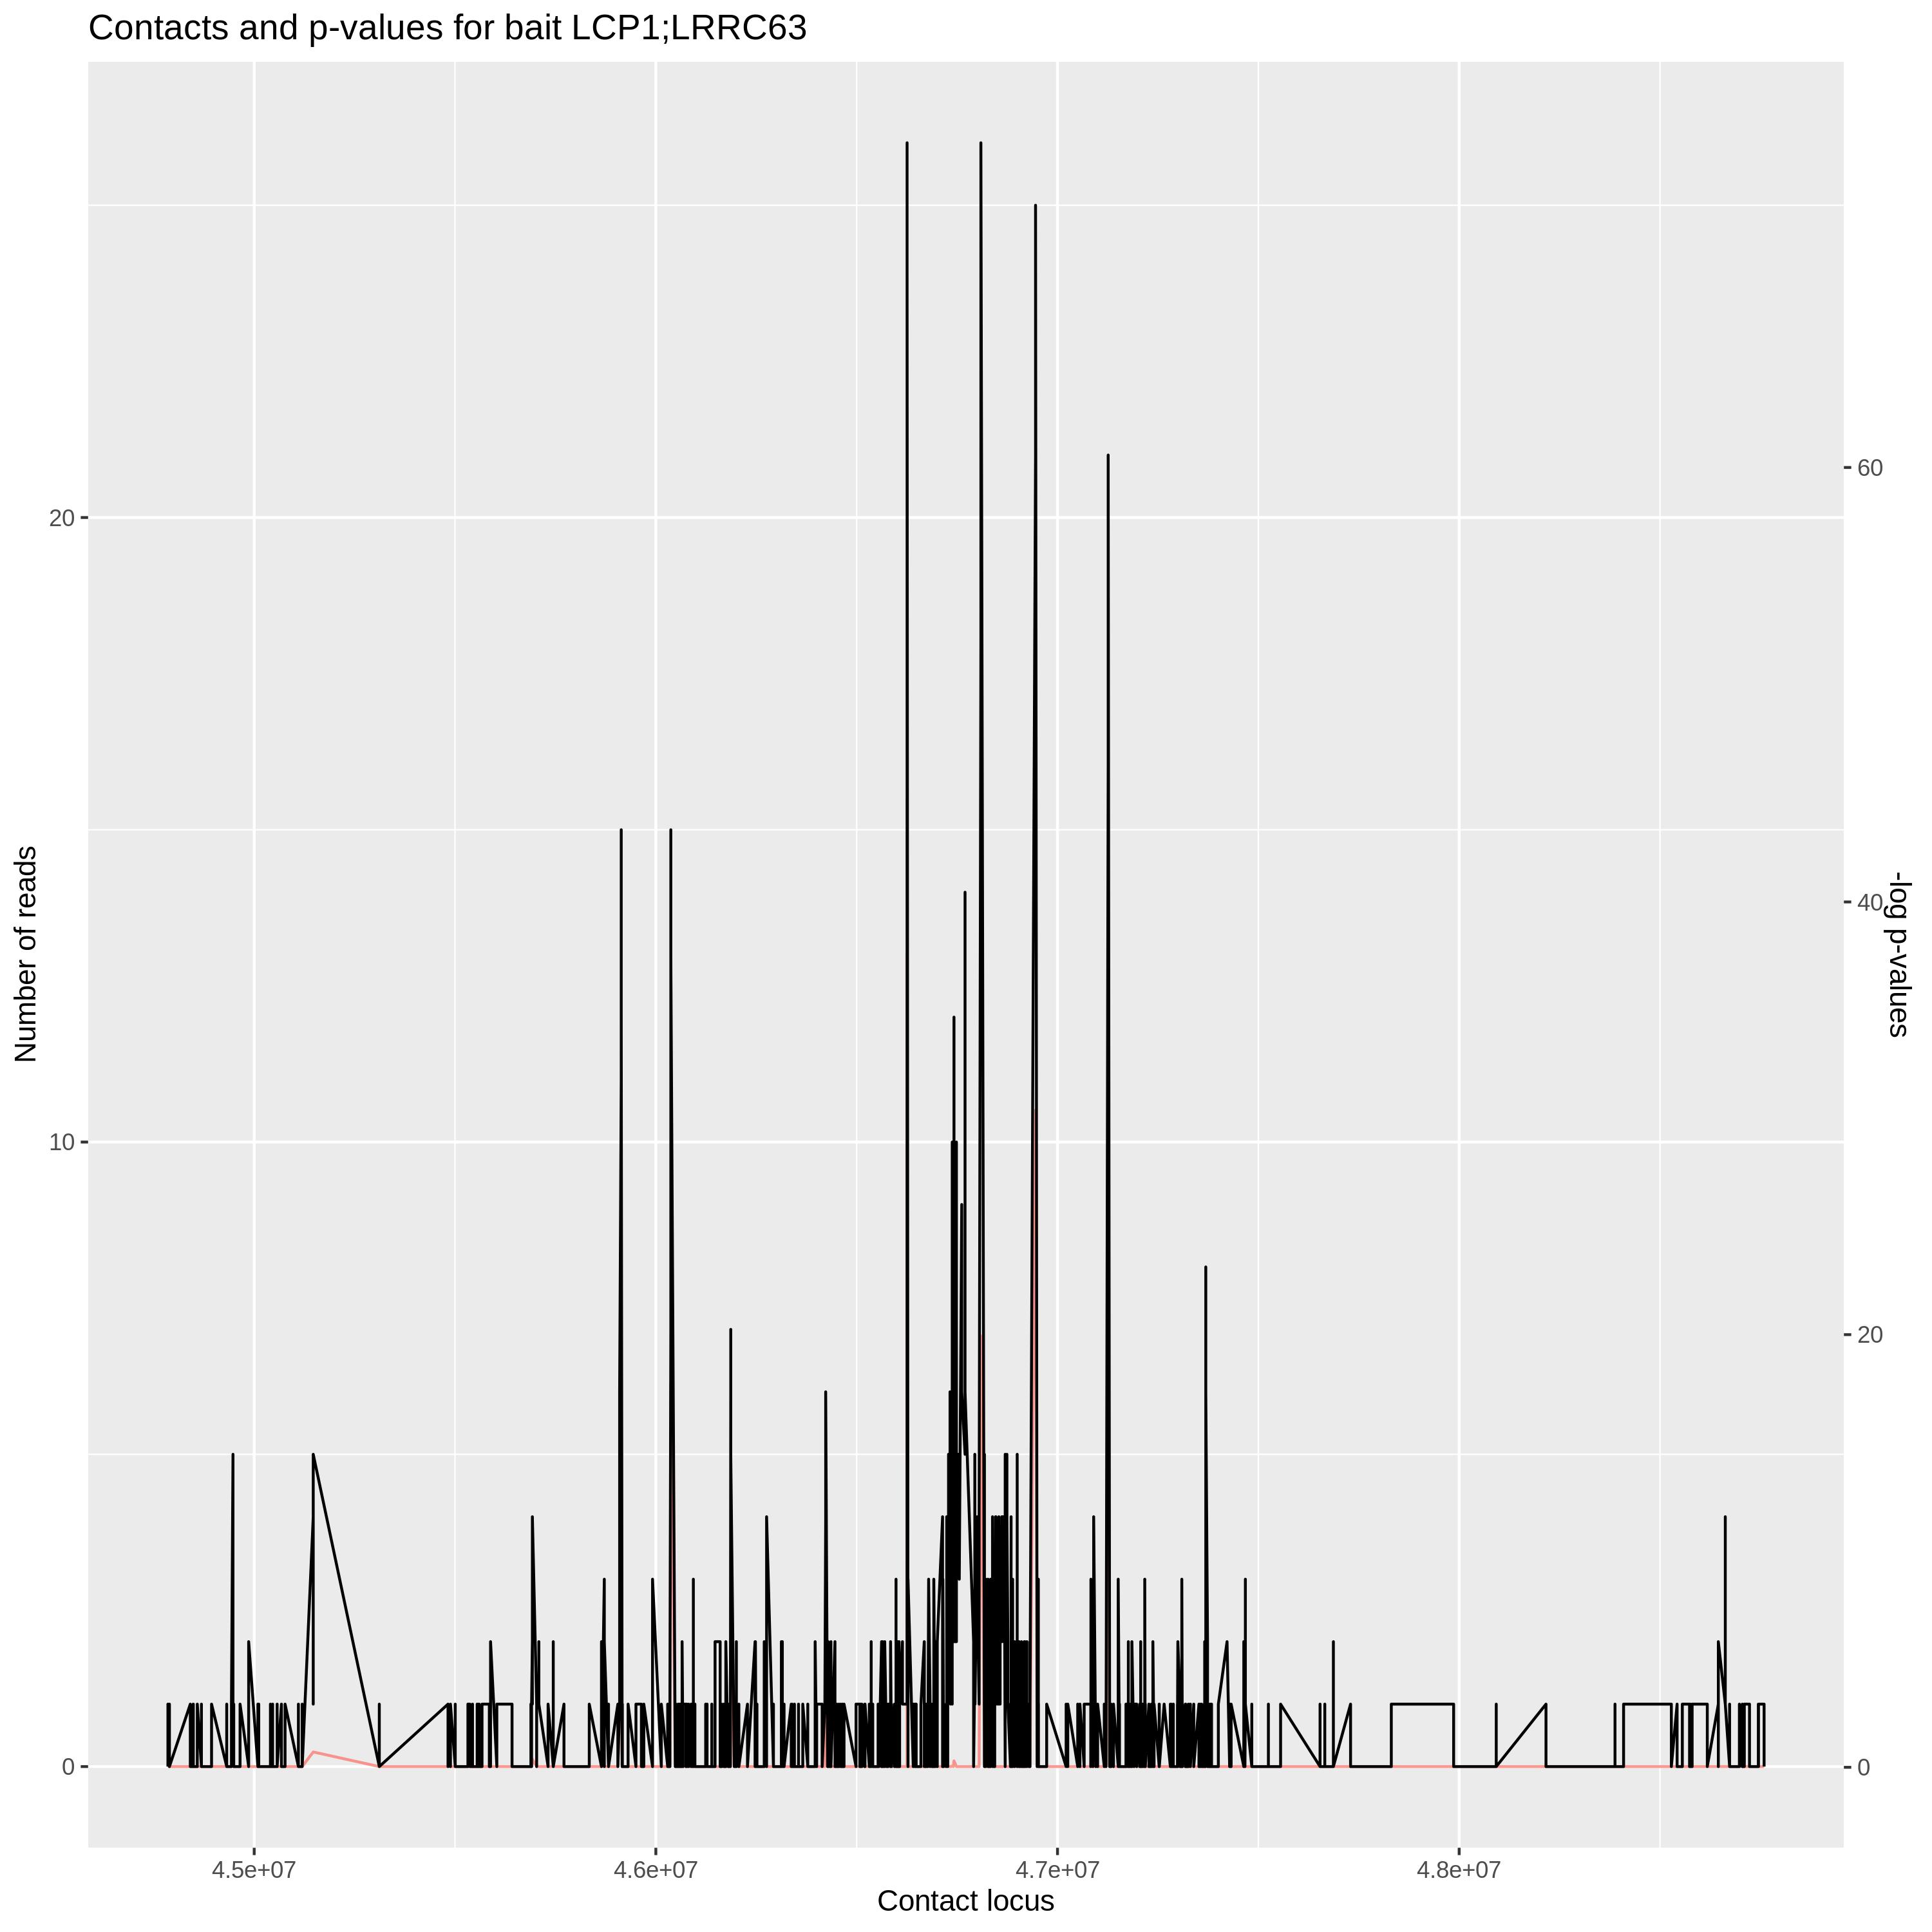 Contacts and p-values for bait LCP1;LRRC63
Number of reads
20
10
0
60
40
20
0
-log p-values
4.5e+07
4.6e+07
4.7e+07
4.8e+07
Contact locus